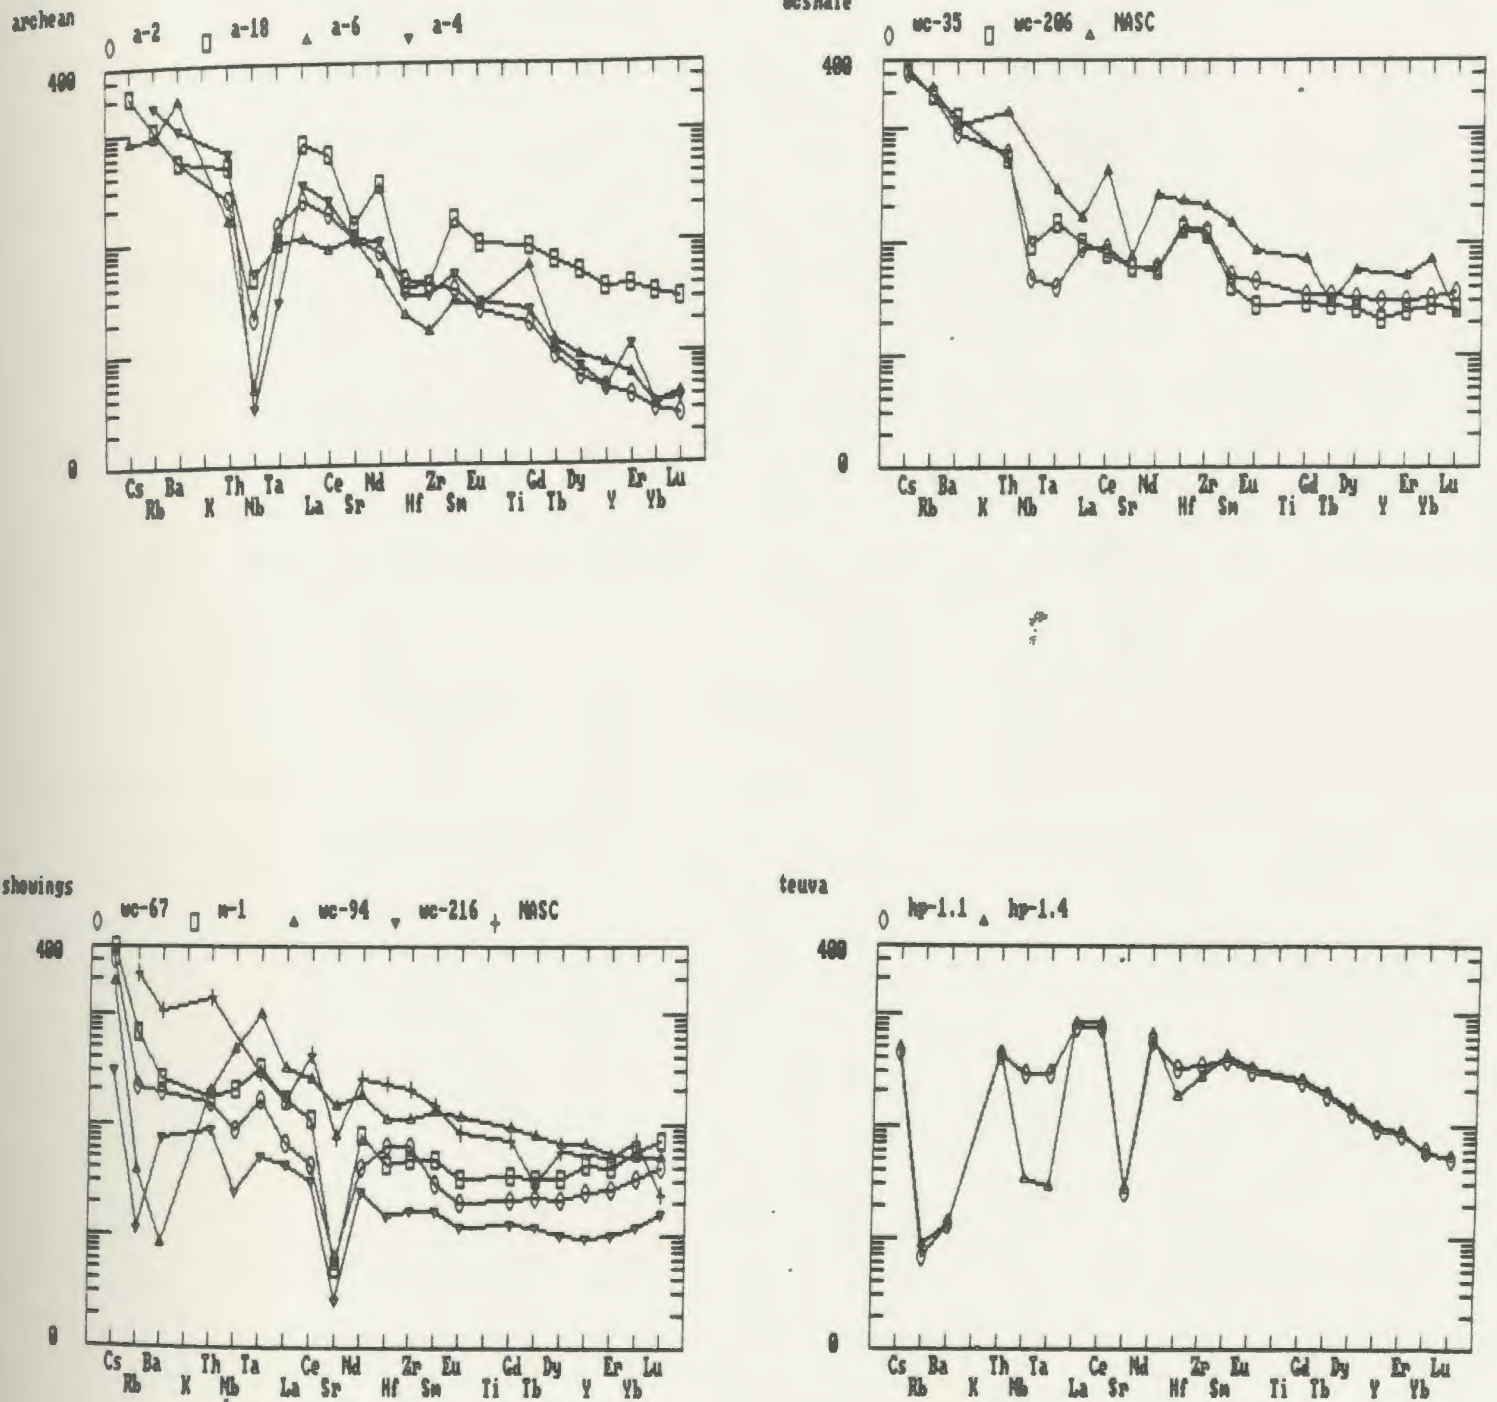 archean
a-2 a-18 a-6 a-4
400
0
Cs Ba Th Ta Ce Nd Zr Eu Gd Dy Er Lu
Rb K Nb La Sr Hf Sm Ti Tb Y Yb
wcshale
wc-35 wc-206 NASC
400
0
Cs Ba Th Ta Ce Nd Zr Eu Gd Dy Er Lu
Rb K Nb La Sr Hf Sm Ti Tb Y Yb
showings
wc-67 m-1 wc-94 wc-216 NASC
400
0
Cs Ba Th Ta Ce Nd Zr Eu Gd Dy Er Lu
Rb K Nb La Sr Hf Sm Ti Tb Y Yb
teuva
hp-1.1 hp-1.4
400
0
Cs Ba Th Ta Ce Nd Zr Eu Gd Dy Er Lu
Rb K Nb La Sr Hf Sm Ti Tb Y Yb